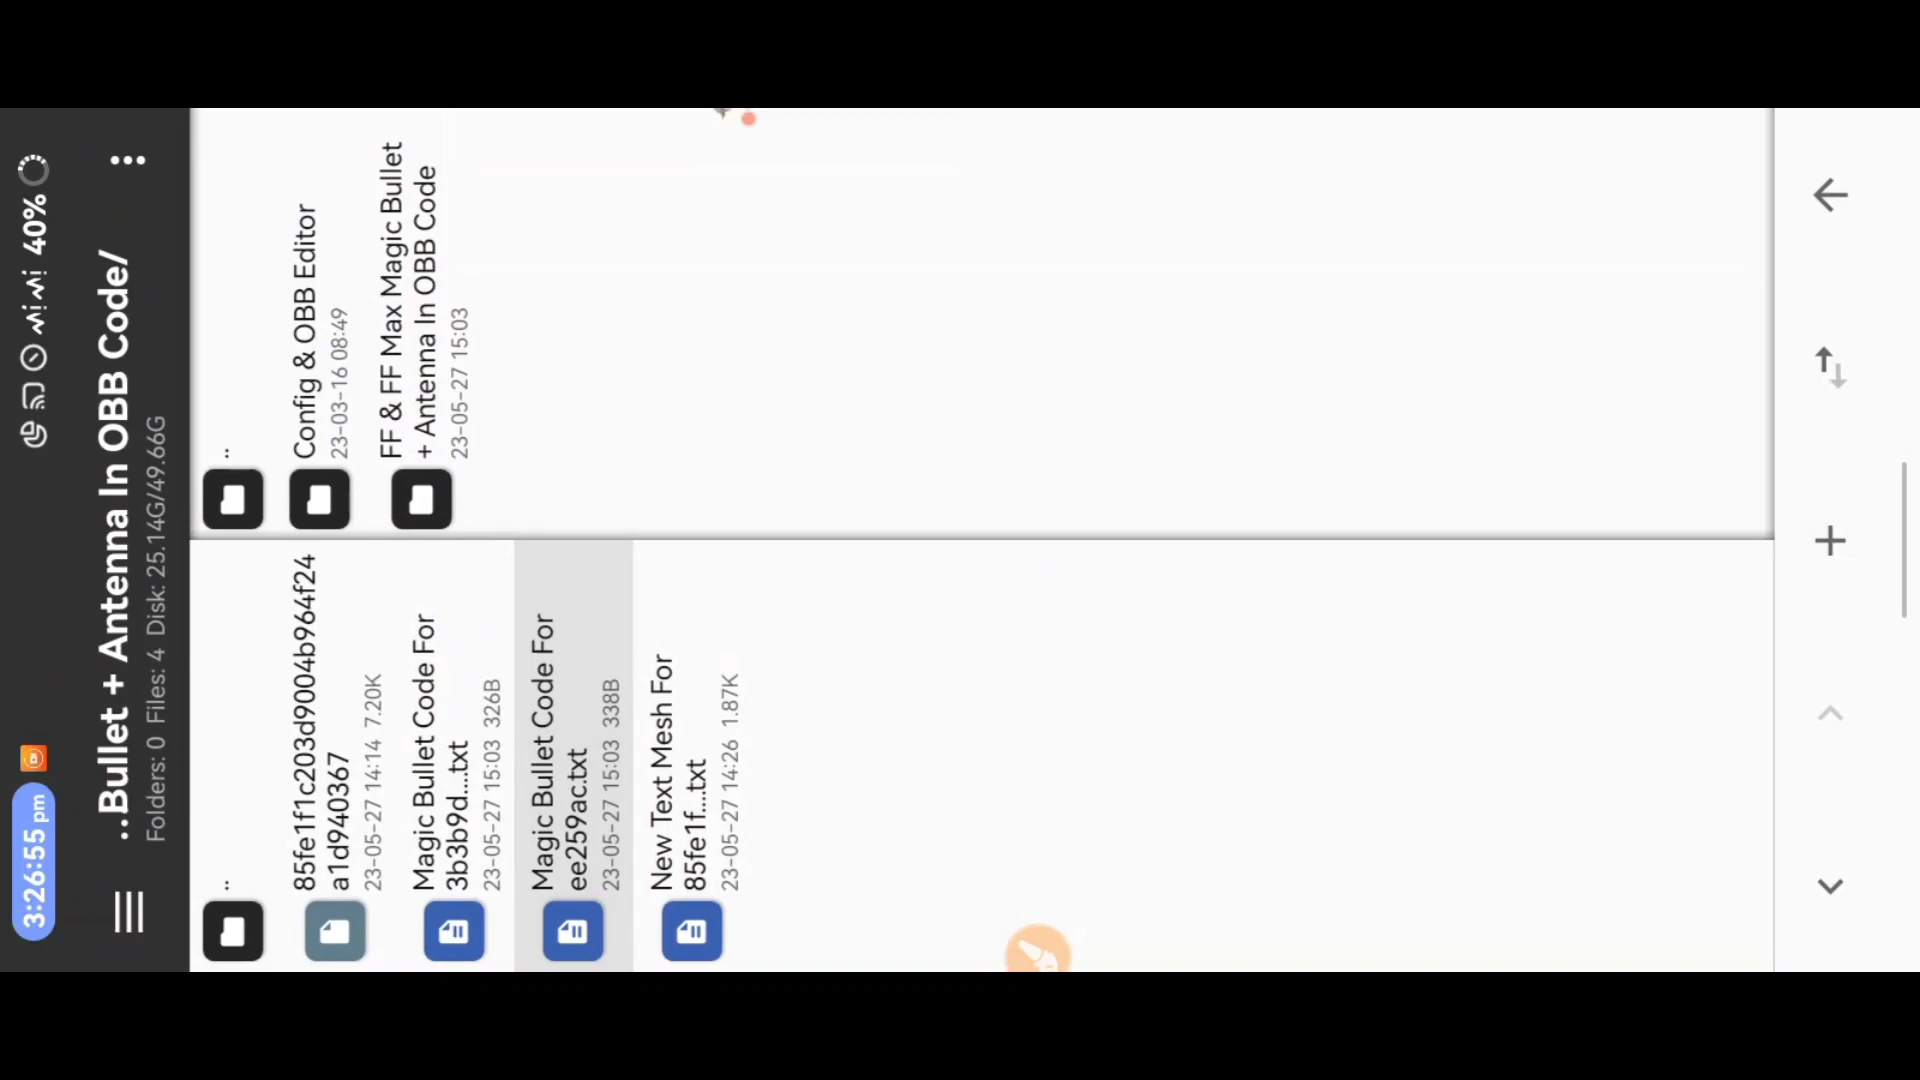 3:26:55 pm
40%
...Bullet + Antenna In OBB Code/
Folders: 0 Files: 4 Disk: 25.14G/49.66G
..
85fe1f1c203d9004b964f24
a1d940367
23-05-27 14:14 7.20K
Magic Bullet Code For
3b3b9d....txt
23-05-27 15:03 326B
Magic Bullet Code For
ee259ac.txt
23-05-27 15:03 338B
New Text Mesh For
85fe1f....txt
23-05-27 14:26 1.87K
..
Config & OBB Editor
23-03-16 08:49
FF & FF Max Magic Bullet
+ Antenna In OBB Code
23-05-27 15:03